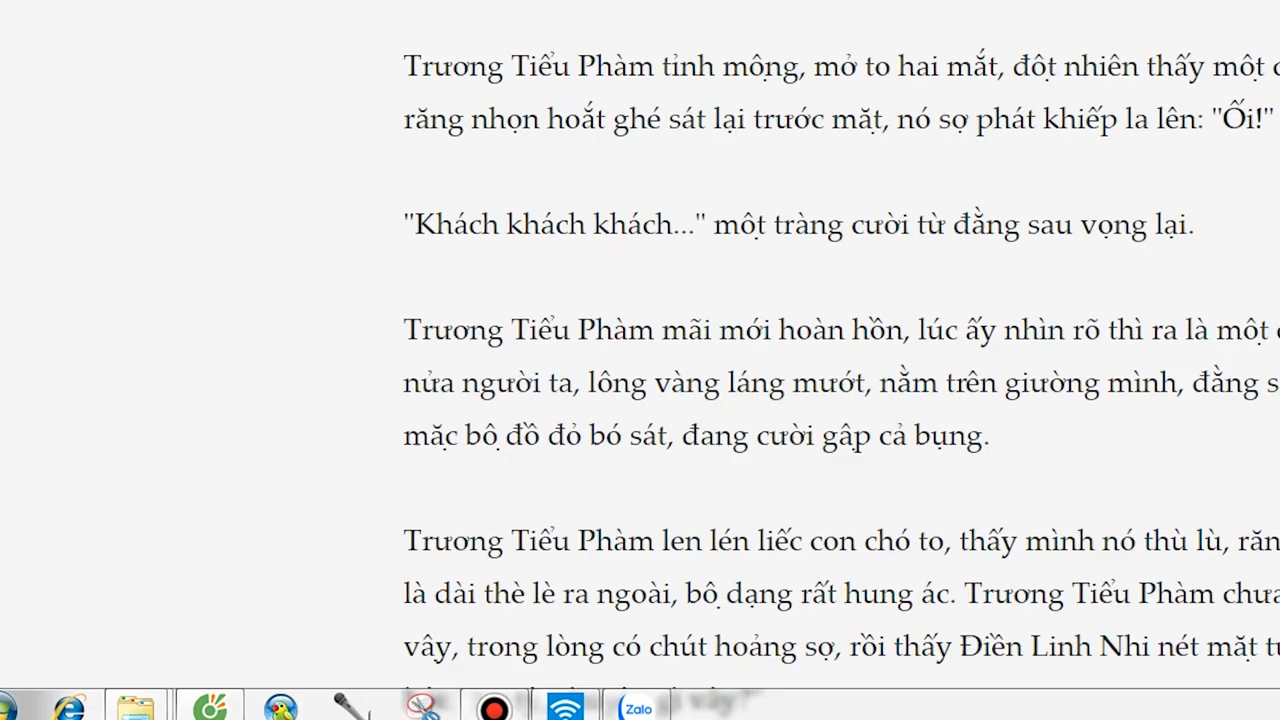 Trương Tiểu Phàm tỉnh mộng, mở to hai mắt, đột nhiên thấy một
răng nhọn hoắt ghé sát lại trước mặt, nó sợ phát khiếp la lên: "Ối!"
"Khách khách khách..." một tràng cười từ đằng sau vọng lại.
Trương Tiểu Phàm mãi mới hoàn hồn, lúc ấy nhìn rõ thì ra là một
nửa người ta, lông vàng láng mướt, nằm trên giường mình, đằng
mặc bộ đồ đỏ bó sát, đang cười gập cả bụng.
Trương Tiểu Phàm len lén liếc con chó to, thấy mình nó thù lù,
là dài thè lè ra ngoài, bộ dạng rất hung ác. Trương Tiểu Phàm
vây, trong lòng có chút hoảng sợ, rồi thấy Điền Linh Nhi nét mặt
Zalo